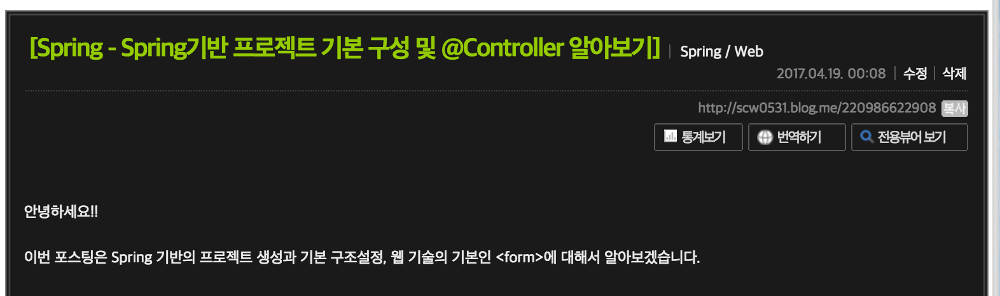 [Spring - Spring기반 프로젝트 기본 구성 및 @Controller 알아보기] | Spring / Web
2017.04.19. 00:08 | 수정 | 삭제
http://scw0531.blog.me/220986622908 복사
통계보기 번역하기 전용뷰어 보기
안녕하세요!!
이번 포스팅은 Spring 기반의 프로젝트 생성과 기본 구조설정, 웹 기술의 기본인 <form>에 대해서 알아보겠습니다.